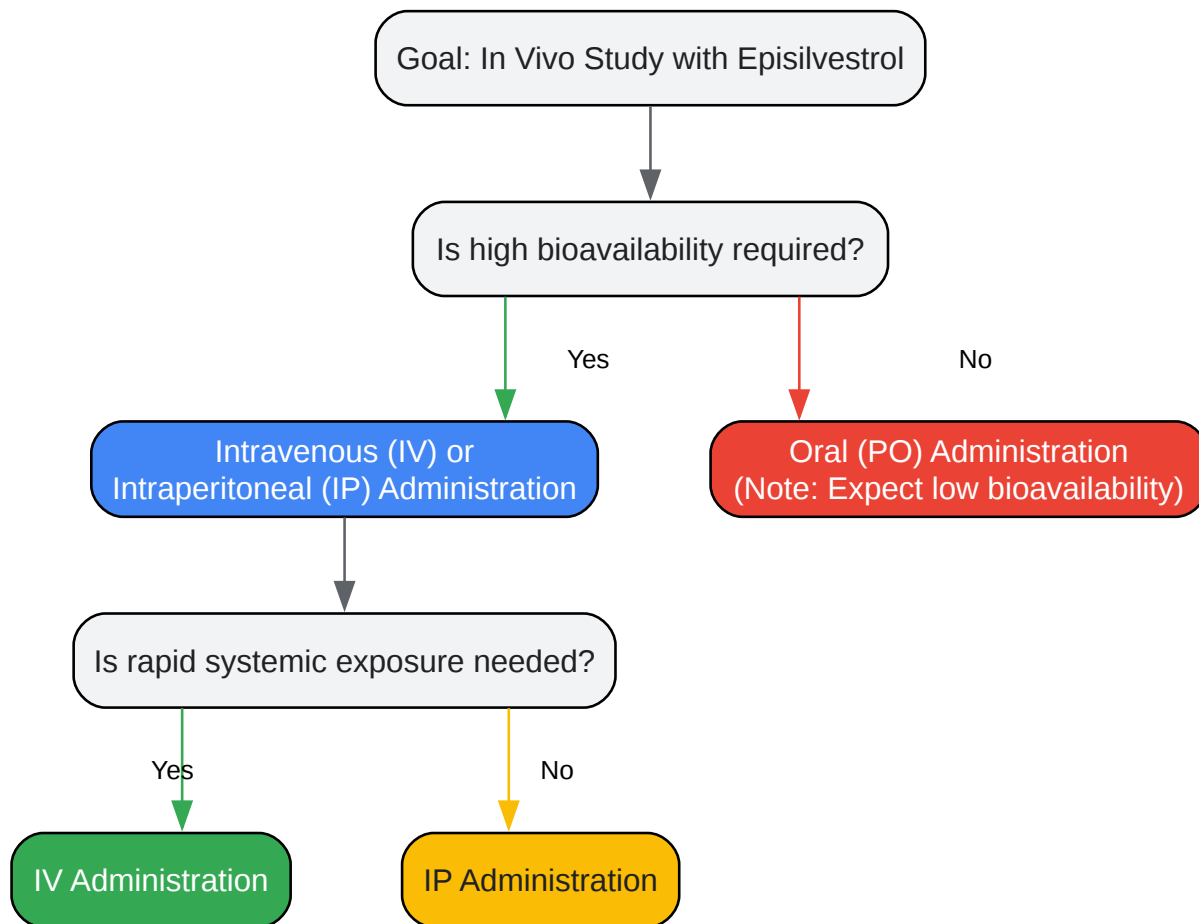 Goal: In Vivo Study with Episilvestrol
Is high bioavailability required?
Yes
No
Intravenous (IV) or
Intraperitoneal (IP) Administration
Oral (PO) Administration
(Note: Expect low bioavailability)
Is rapid systemic exposure needed?
Yes
No
IV Administration
IP Administration